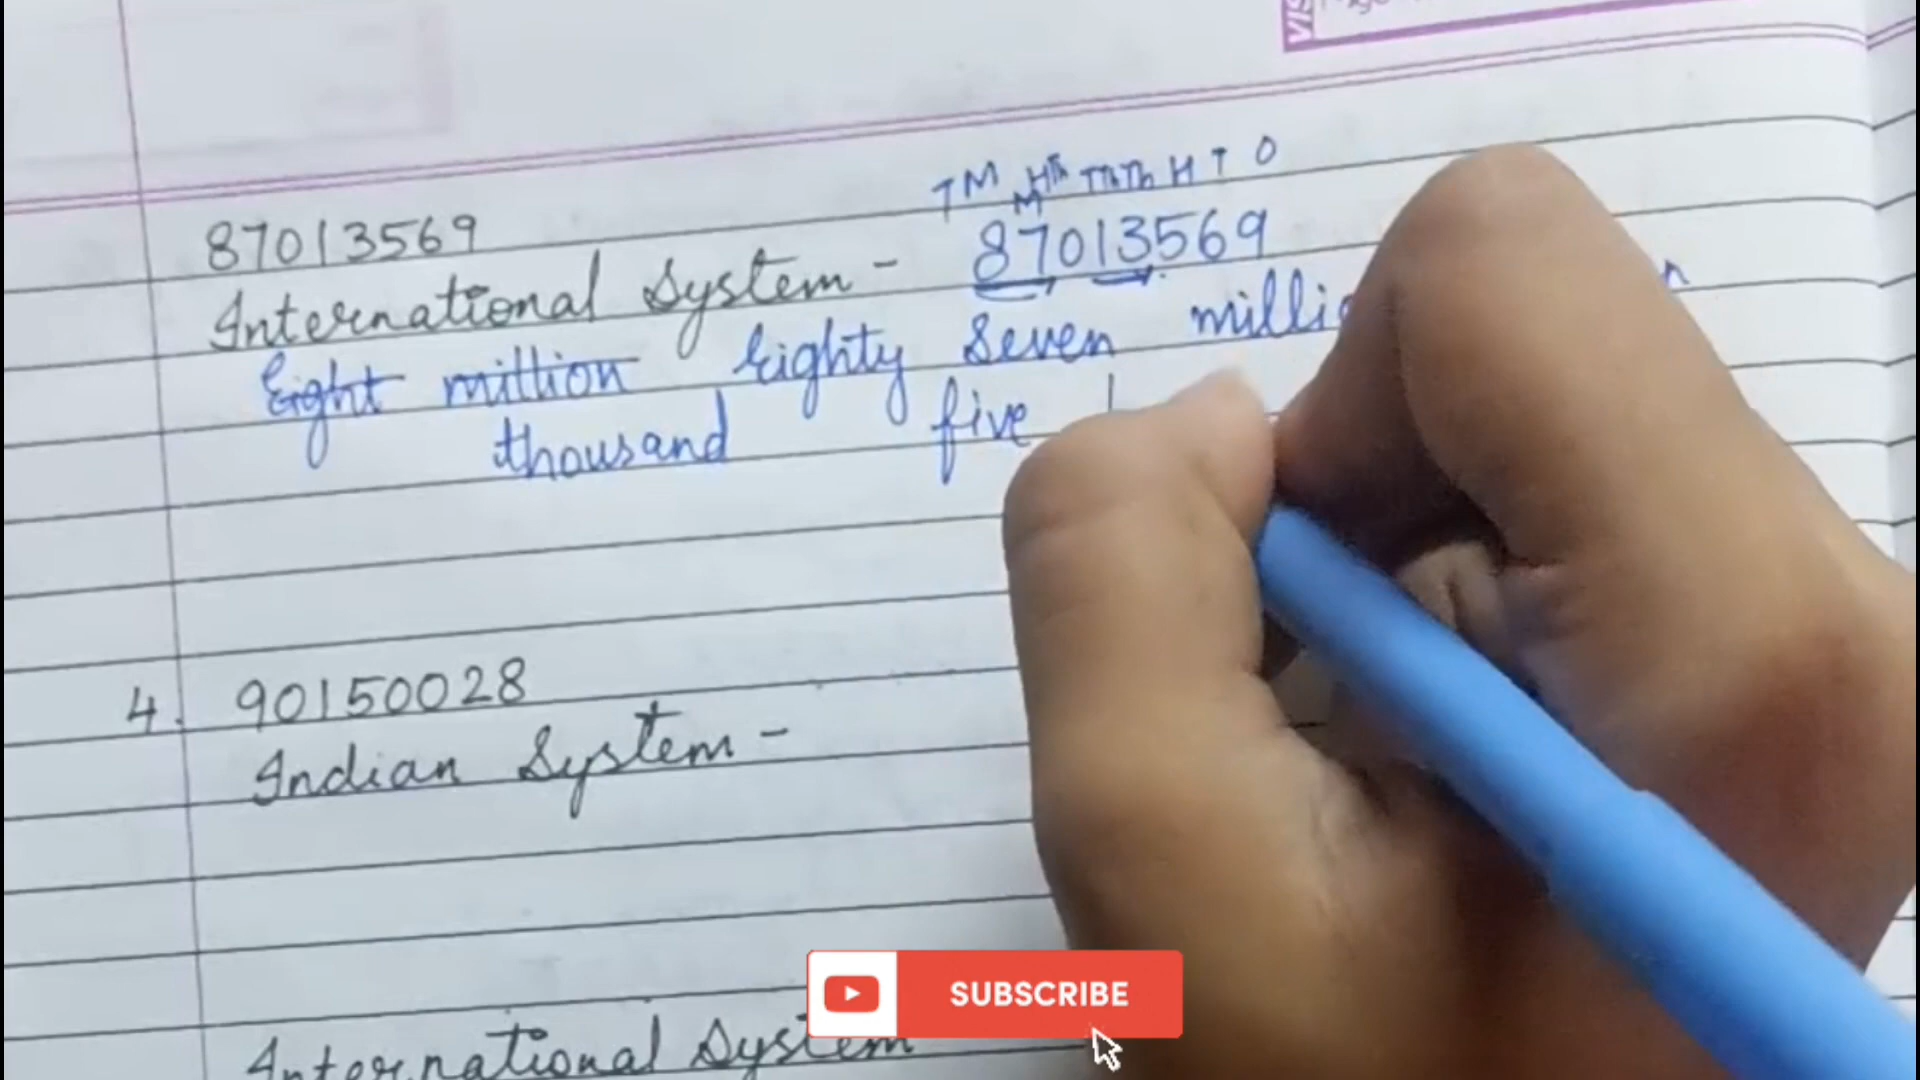 TM M HTh TTh Th H T O
87013569
International System - 87013569
Eight million Eighty Seven millio
thousand five
4. 90150028
Indian System -
SUBSCRIBE
International System